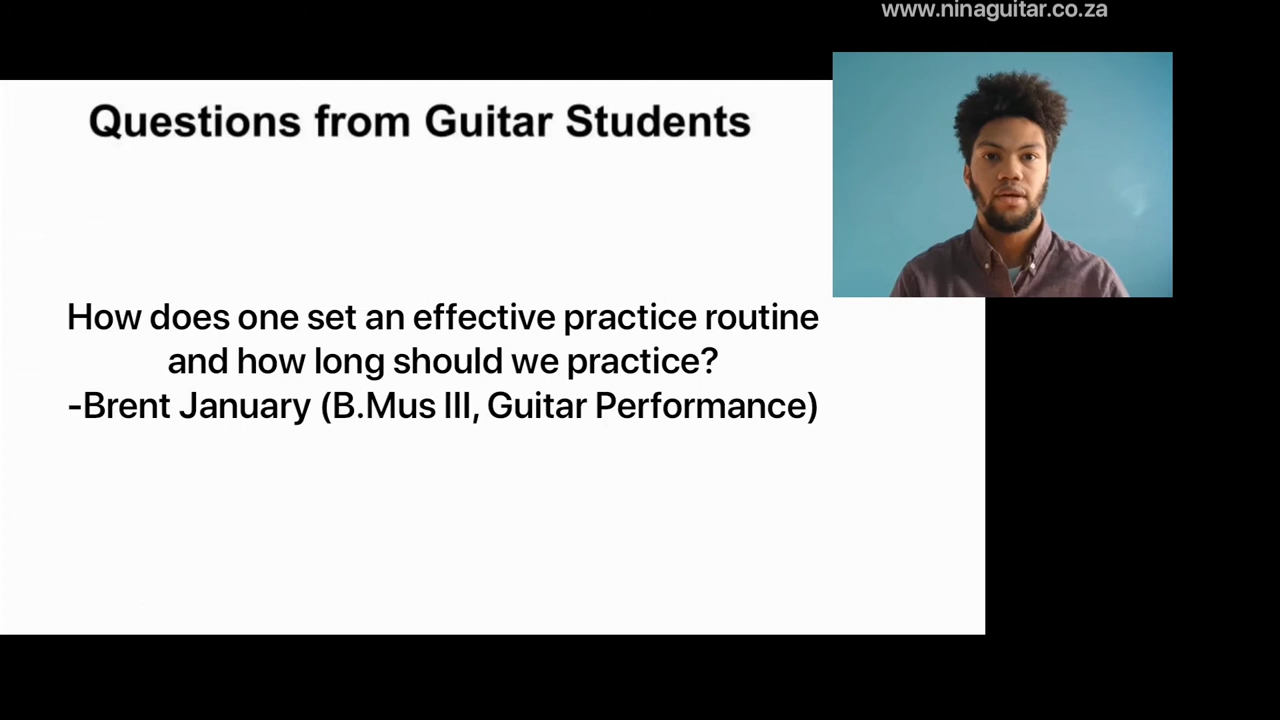 www.ninaguitar.co.za
Questions from Guitar Students
How does one set an effective practice routine
and how long should we practice?
-Brent January (B.Mus III, Guitar Performance)